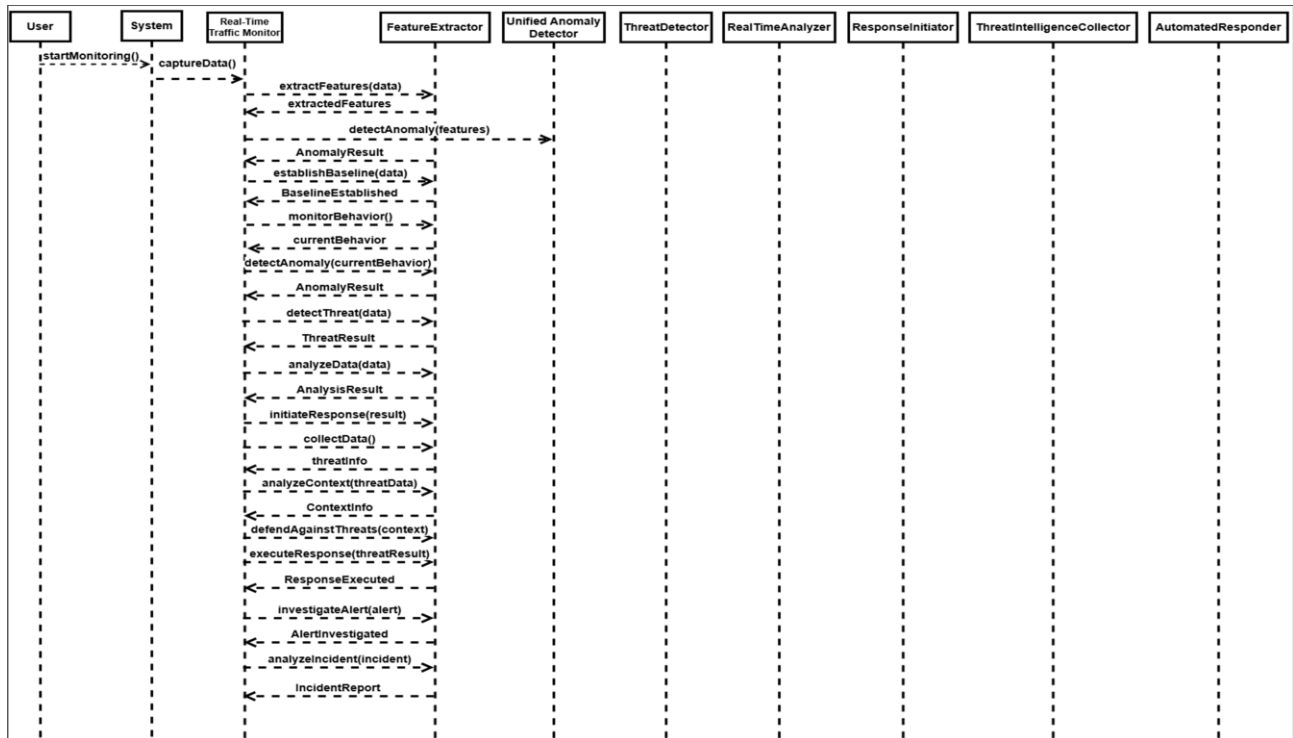 User
System
Real-Time
Traffic Monitor
FeatureExtractor
Unified Anomaly
Detector
ThreatDetector
RealTimeAnalyzer
ResponseInitiator
ThreatIntelligenceCollector
AutomatedResponder
startMonitoring()
captureData()
extractFeatures(data)
extractedFeatures
detectAnomaly(features)
AnomalyResult
establishBaseline(data)
BaselineEstablished
monitorBehavior()
currentBehavior
detectAnomaly(currentBehavior)
AnomalyResult
detectThreat(data)
ThreatResult
analyzeData(data)
AnalysisResult
initiateResponse(result)
collectData()
threatInfo
analyzeContext(threatData)
ContextInfo
defendAgainstThreats(context)
executeResponse(threatResult)
ResponseExecuted
investigateAlert(alert)
AlertInvestigated
analyzeIncident(incident)
IncidentReport